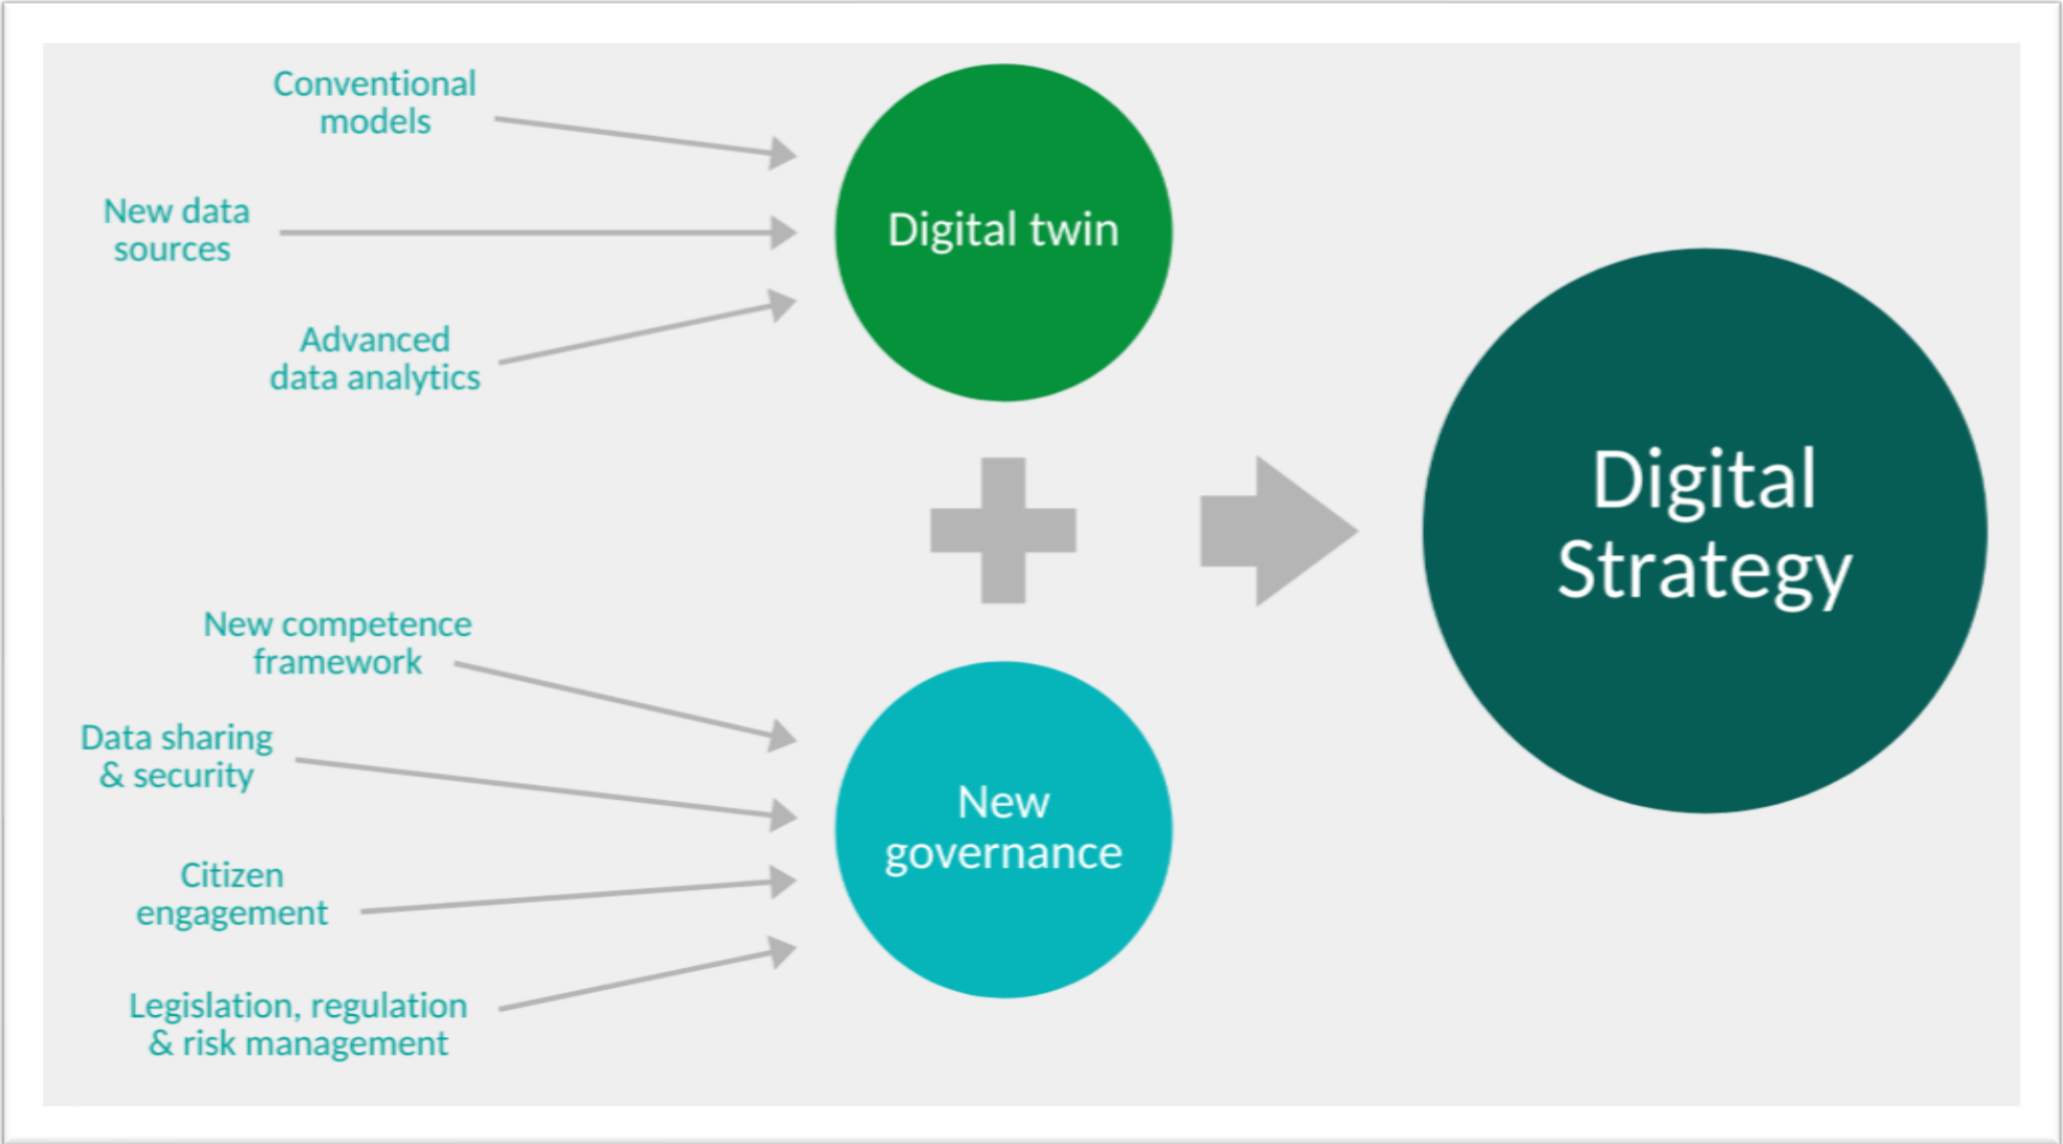 Conventional
models
New data
sources
Advanced
data analytics
Digital twin
New competence
framework
Data sharing
& security
Citizen
engagement
Legislation, regulation
& risk management
New
governance
Digital
Strategy